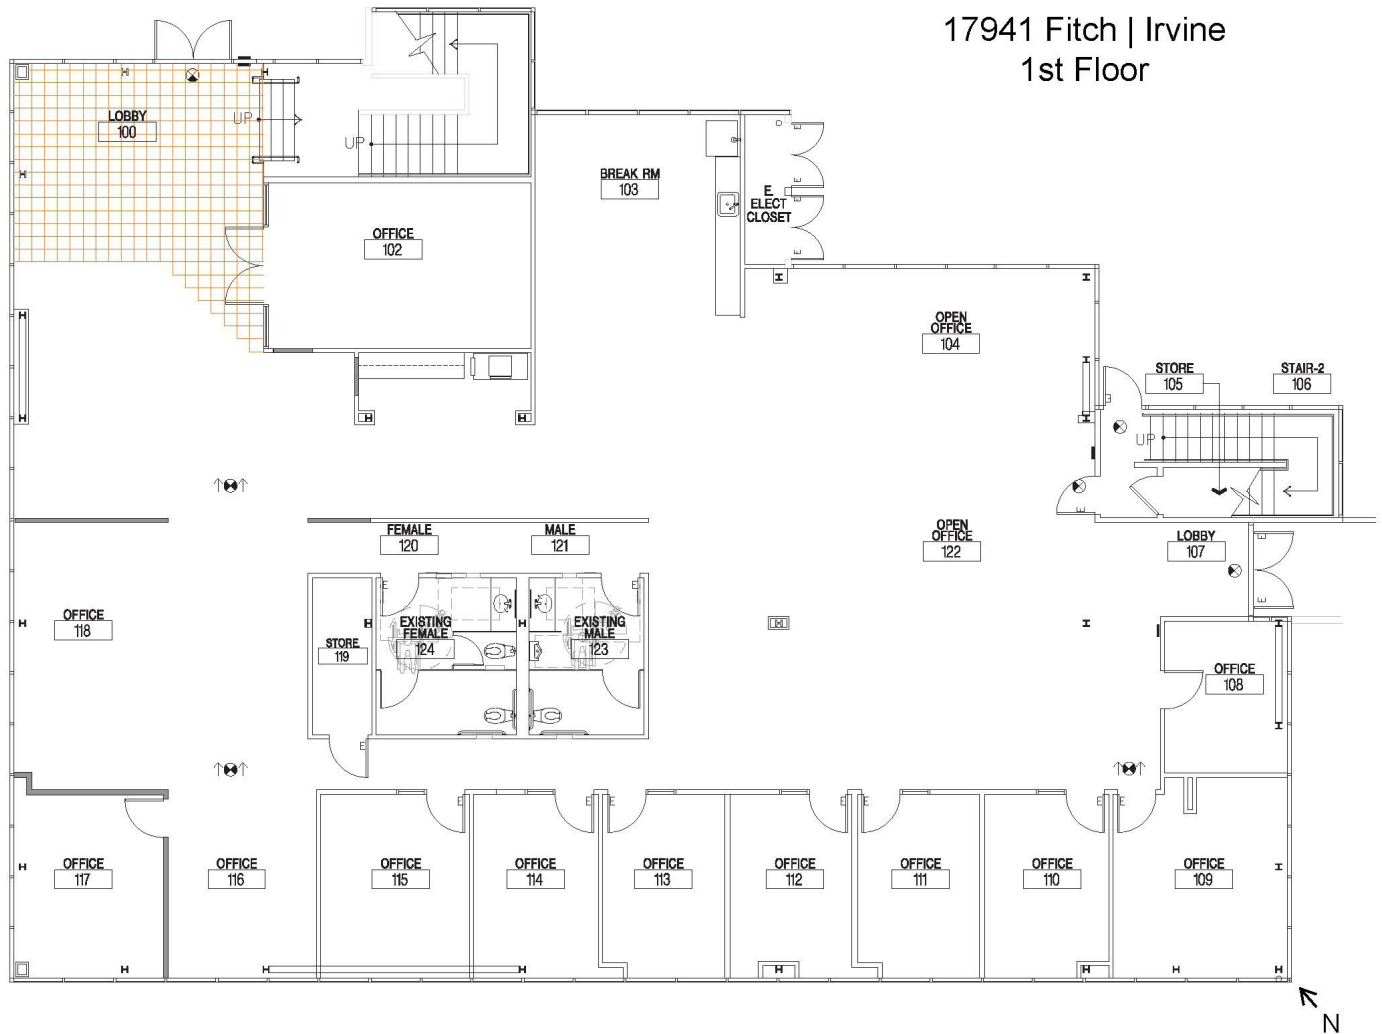 17941 Fitch | Irvine
1st Floor
LOBBY
100
UP
UP
BREAK RM
103
E
ELECT
CLOSET
E
E
E
E
OFFICE
102
OPEN
OFFICE
104
STORE
105
STAIR-2
106
E
UP
E
OPEN
OFFICE
122
LOBBY
107
E
E
FEMALE
120
MALE
121
E
E
OFFICE
118
STORE
119
EXISTING
FEMALE
124
EXISTING
MALE
123
OFFICE
108
E
E
E
E
E
E
E
E
OFFICE
117
OFFICE
116
OFFICE
115
OFFICE
114
OFFICE
113
OFFICE
112
OFFICE
111
OFFICE
110
OFFICE
109
N